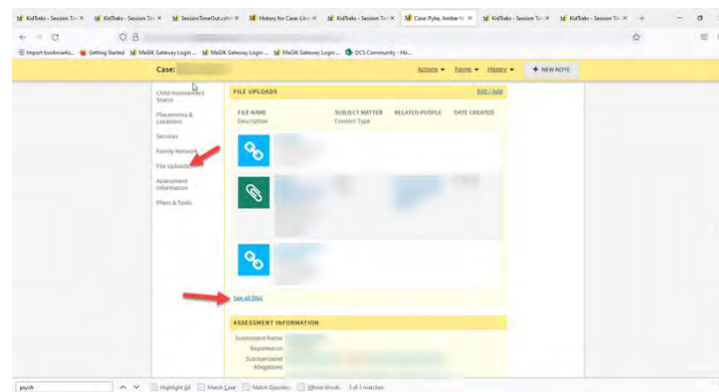 KidTraks - Session Tim
KidTraks - Session Tim
SessionTimeOut.cshtm
History for Case:
KidTraks - Session Tim
Case: Pyke, Amber N
KidTraks - Session Tim
KidTraks - Session Tim
Import bookmarks...
Getting Started
MaGIK Gateway Login ...
MaGIK Gateway Login ...
MaGIK Gateway Login ...
DCS Community - Ho...
Case:
Actions
Forms
History
+ NEW NOTE
Child Involvement
Status
Placements &
Locations
Services
Family Network
File Uploads
Assessment
Information
Plans & Tools
FILE UPLOADS
Edit / Add
FILE NAME
Description
SUBJECT MATTER
Content Type
RELATED PEOPLE
DATE CREATED
See all files
ASSESSMENT INFORMATION
Assessment Name
Reported on
Substantiated
Allegations
psych
Highlight All
Match Case
Match Diacritics
Whole Words
3 of 3 matches